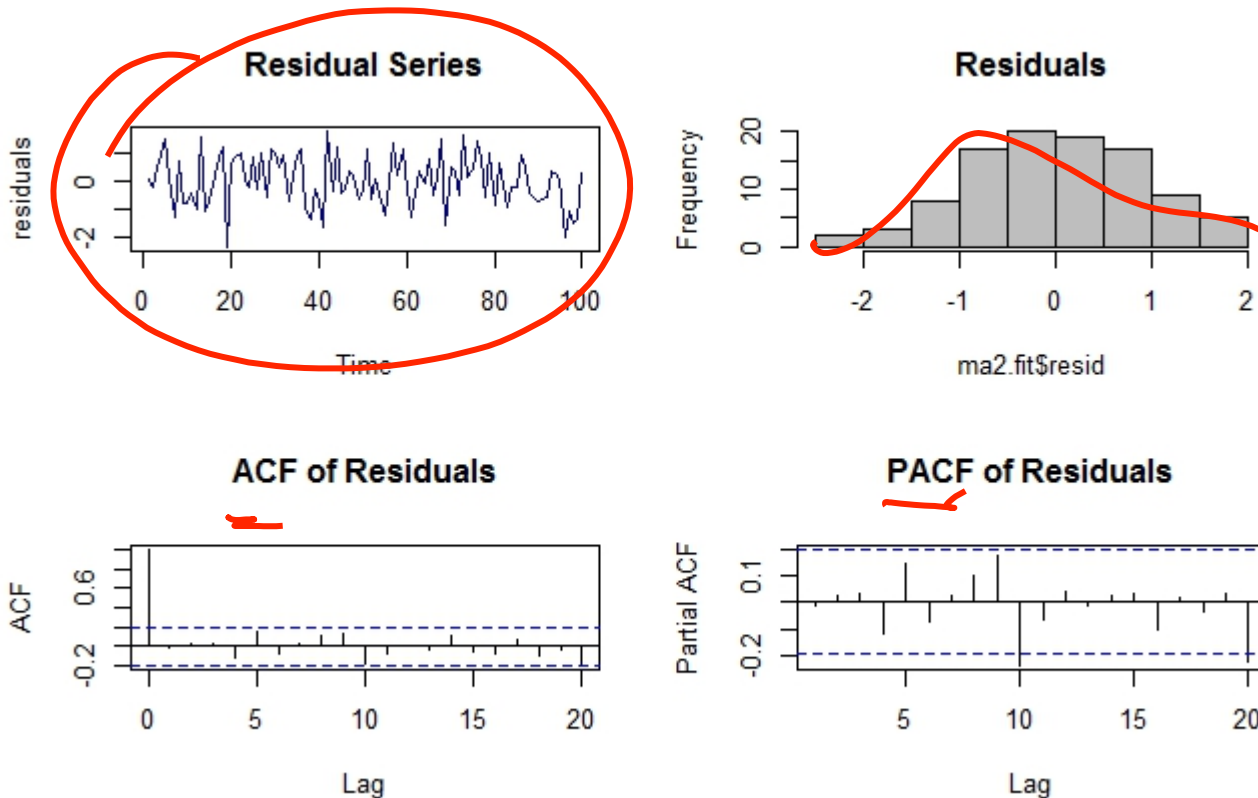 Residual Series
residuals
0
-2
0 20 40 60 80 100
Time
Residuals
Frequency
20
10
0
-2 -1 0 1 2
ma2.fit$resid
ACF of Residuals
ACF
0.6
-0.2
0 5 10 15 20
Lag
PACF of Residuals
Partial ACF
0.1
-0.2
5 10 15 20
Lag